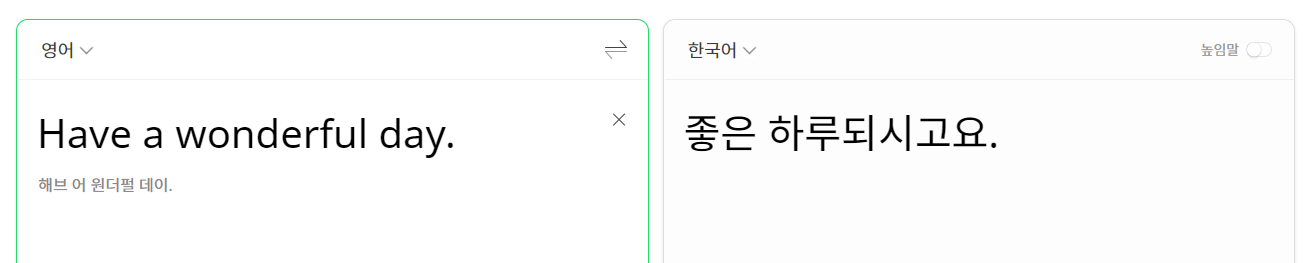 영어
Have a wonderful day.
해브 어 원더펄 데이.
한국어 높임말
좋은 하루되시고요.